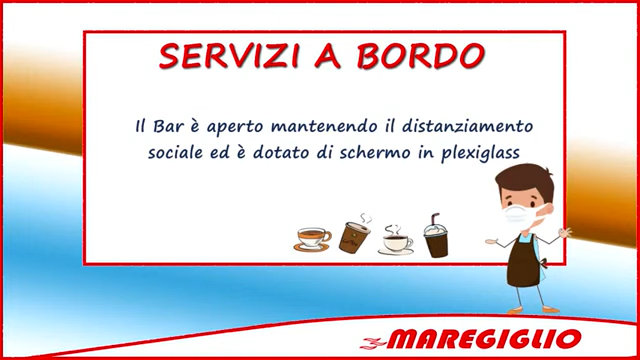 SERVIZI A BORDO
Il Bar è aperto mantenendo il distanziamento
sociale ed è dotato di schermo in plexiglass
MAREGIGLIO